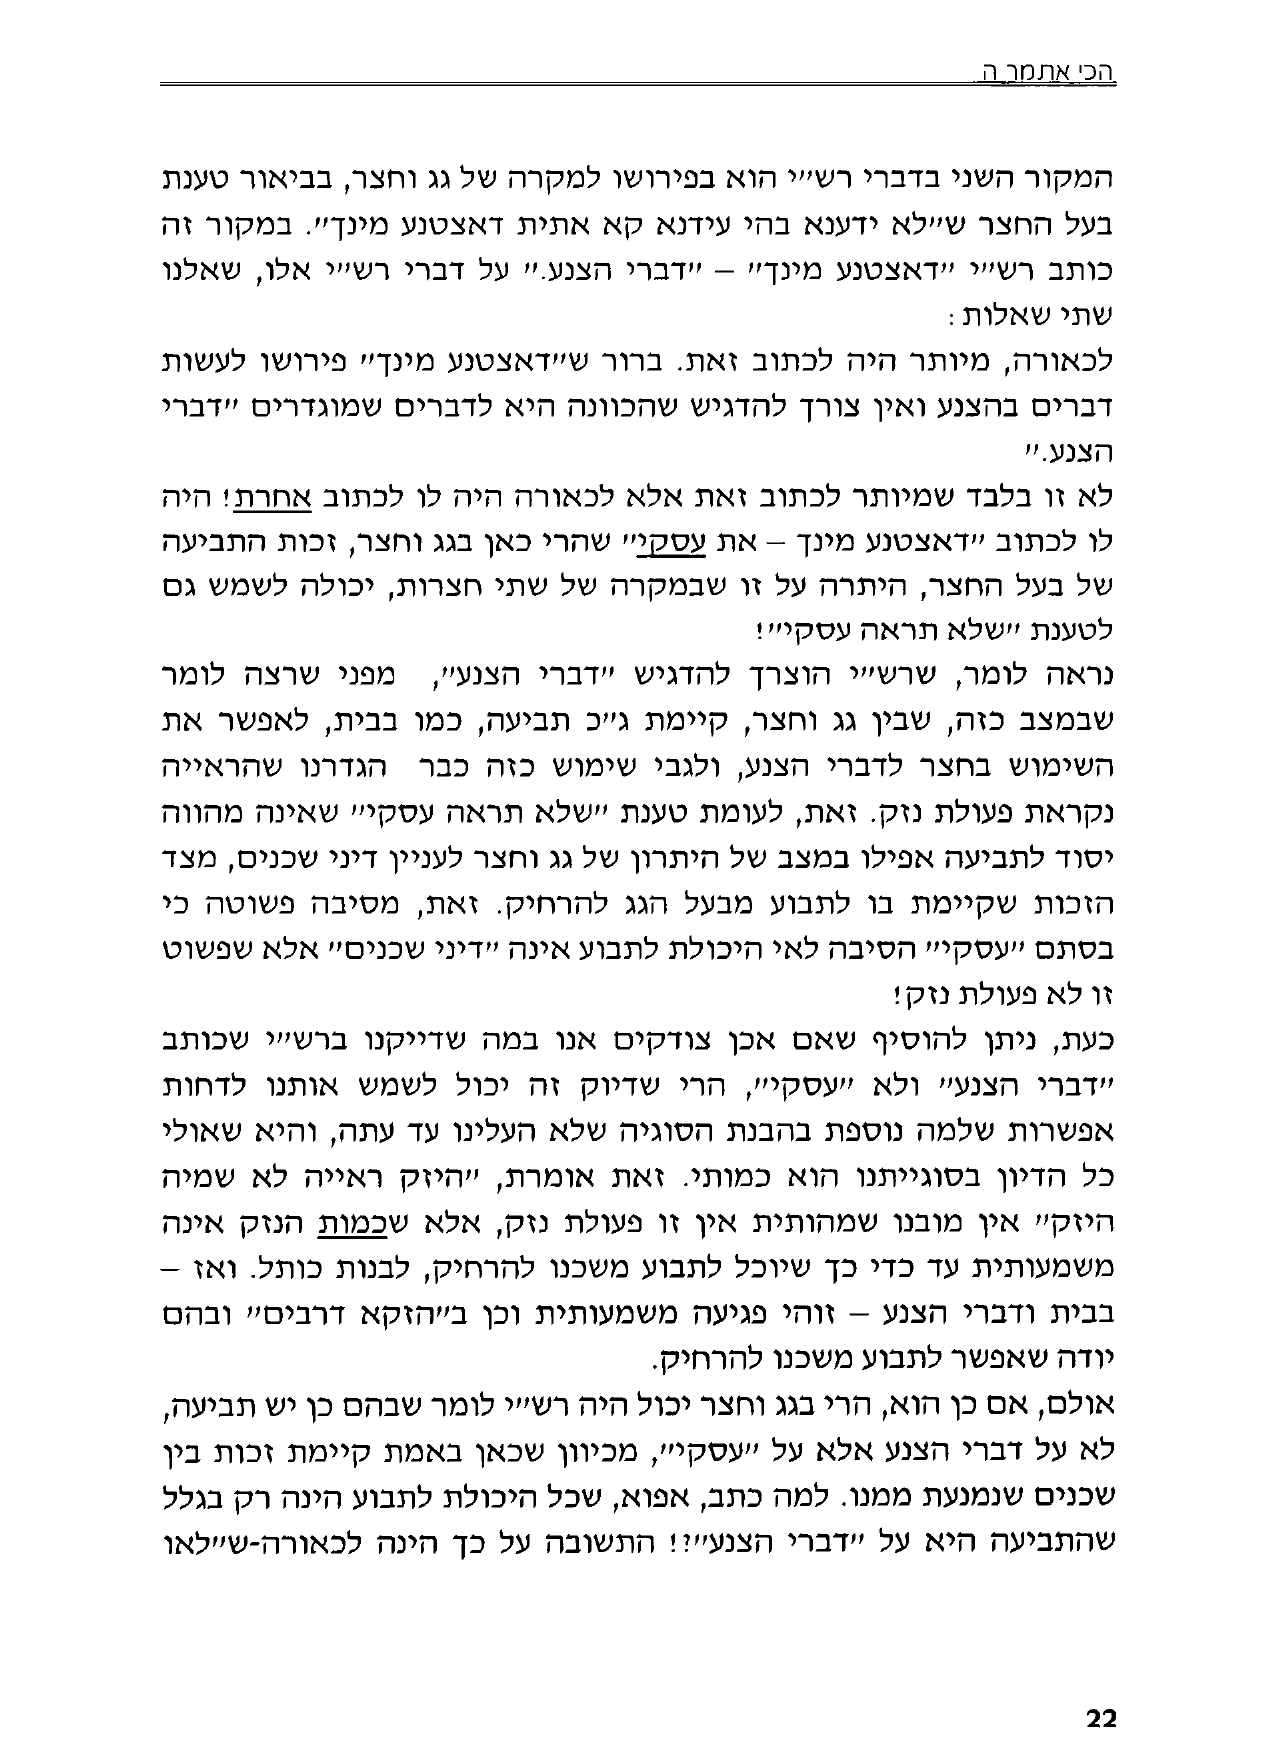 הכי אתמר ה
המקור השני בדברי רש״י הוא בפירושו למקרה של גג וחצר, בביאור טענת
בעל החצר ש״לא ידענא בהי עידנא קא אתית דאצטנע מינך״. במקור זה
כותב רש״י ״דאצטנע מינך״ – ״דברי הצנע.״ על דברי רש״י אלו, שאלנו
שתי שאלות:
לכאורה, מיותר היה לכתוב זאת. ברור ש״דאצטנע מינך״ פירושו לעשות
דברים בהצנע ואין צורך להדגיש שהכוונה היא לדברים שמוגדרים ״דברי
הצנע.״
לא זו בלבד שמיותר לכתוב זאת אלא לכאורה היה לו לכתוב אחרת! היה
לו לכתוב ״דאצטנע מינך – את עסקי״ שהרי כאן בגג וחצר, זכות התביעה
של בעל החצר, היתרה על זו שבמקרה של שתי חצרות, יכולה לשמש גם
לטענת ״שלא תראה עסקי״!
נראה לומר, שרש״י הוצרך להדגיש ״דברי הצנע״, מפני שרצה לומר
שבמצב כזה, שבין גג וחצר, קיימת ג״כ תביעה, כמו בבית, לאפשר את
השימוש בחצר לדברי הצנע, ולגבי שימוש כזה כבר הגדרנו שהראייה
נקראת פעולת נזק. זאת, לעומת טענת ״שלא תראה עסקי״ שאינה מהווה
יסוד לתביעה אפילו במצב של היתרון של גג וחצר לעניין דיני שכנים, מצד
הזכות שקיימת בו לתבוע מבעל הגג להרחיק. זאת, מסיבה פשוטה כי
בסתם ״עסקי״ הסיבה לאי היכולת לתבוע אינה ״דיני שכנים״ אלא שפשוט
זו לא פעולת נזק!
כעת, ניתן להוסיף שאם אכן צודקים אנו במה שדייקנו ברש״י שכותב
״דברי הצנע״ ולא ״עסקי״, הרי שדיוק זה יכול לשמש אותנו לדחות
אפשרות שלמה נוספת בהבנת הסוגיה שלא העלינו עד עתה, והיא שאולי
כל הדיון בסוגייתנו הוא כמותי. זאת אומרת, ״היזק ראייה לא שמיה
היזק״ אין מובנו שמהותית אין זו פעולת נזק, אלא שכמות הנזק אינה
משמעותית עד כדי כך שיוכל לתבוע משכנו להרחיק, לבנות כותל. ואז –
בבית ודברי הצנע – זוהי פגיעה משמעותית וכן ב״הזקא דרבים״ ובהם
יודה שאפשר לתבוע משכנו להרחיק.
אולם, אם כן הוא, הרי בגג וחצר יכול היה רש״י לומר שבהם כן יש תביעה,
לא על דברי הצנע אלא על ״עסקי״, מכיוון שכאן באמת קיימת זכות בין
שכנים שנמנעת ממנו. למה כתב, אפוא, שכל היכולת לתבוע הינה רק בגלל
שהתביעה היא על ״דברי הצנע״?! התשובה על כך הינה לכאורה-ש״לאו
22